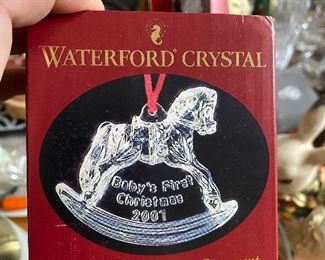 WATERFORD® CRYSTAL
Baby's First
Christmas
2001